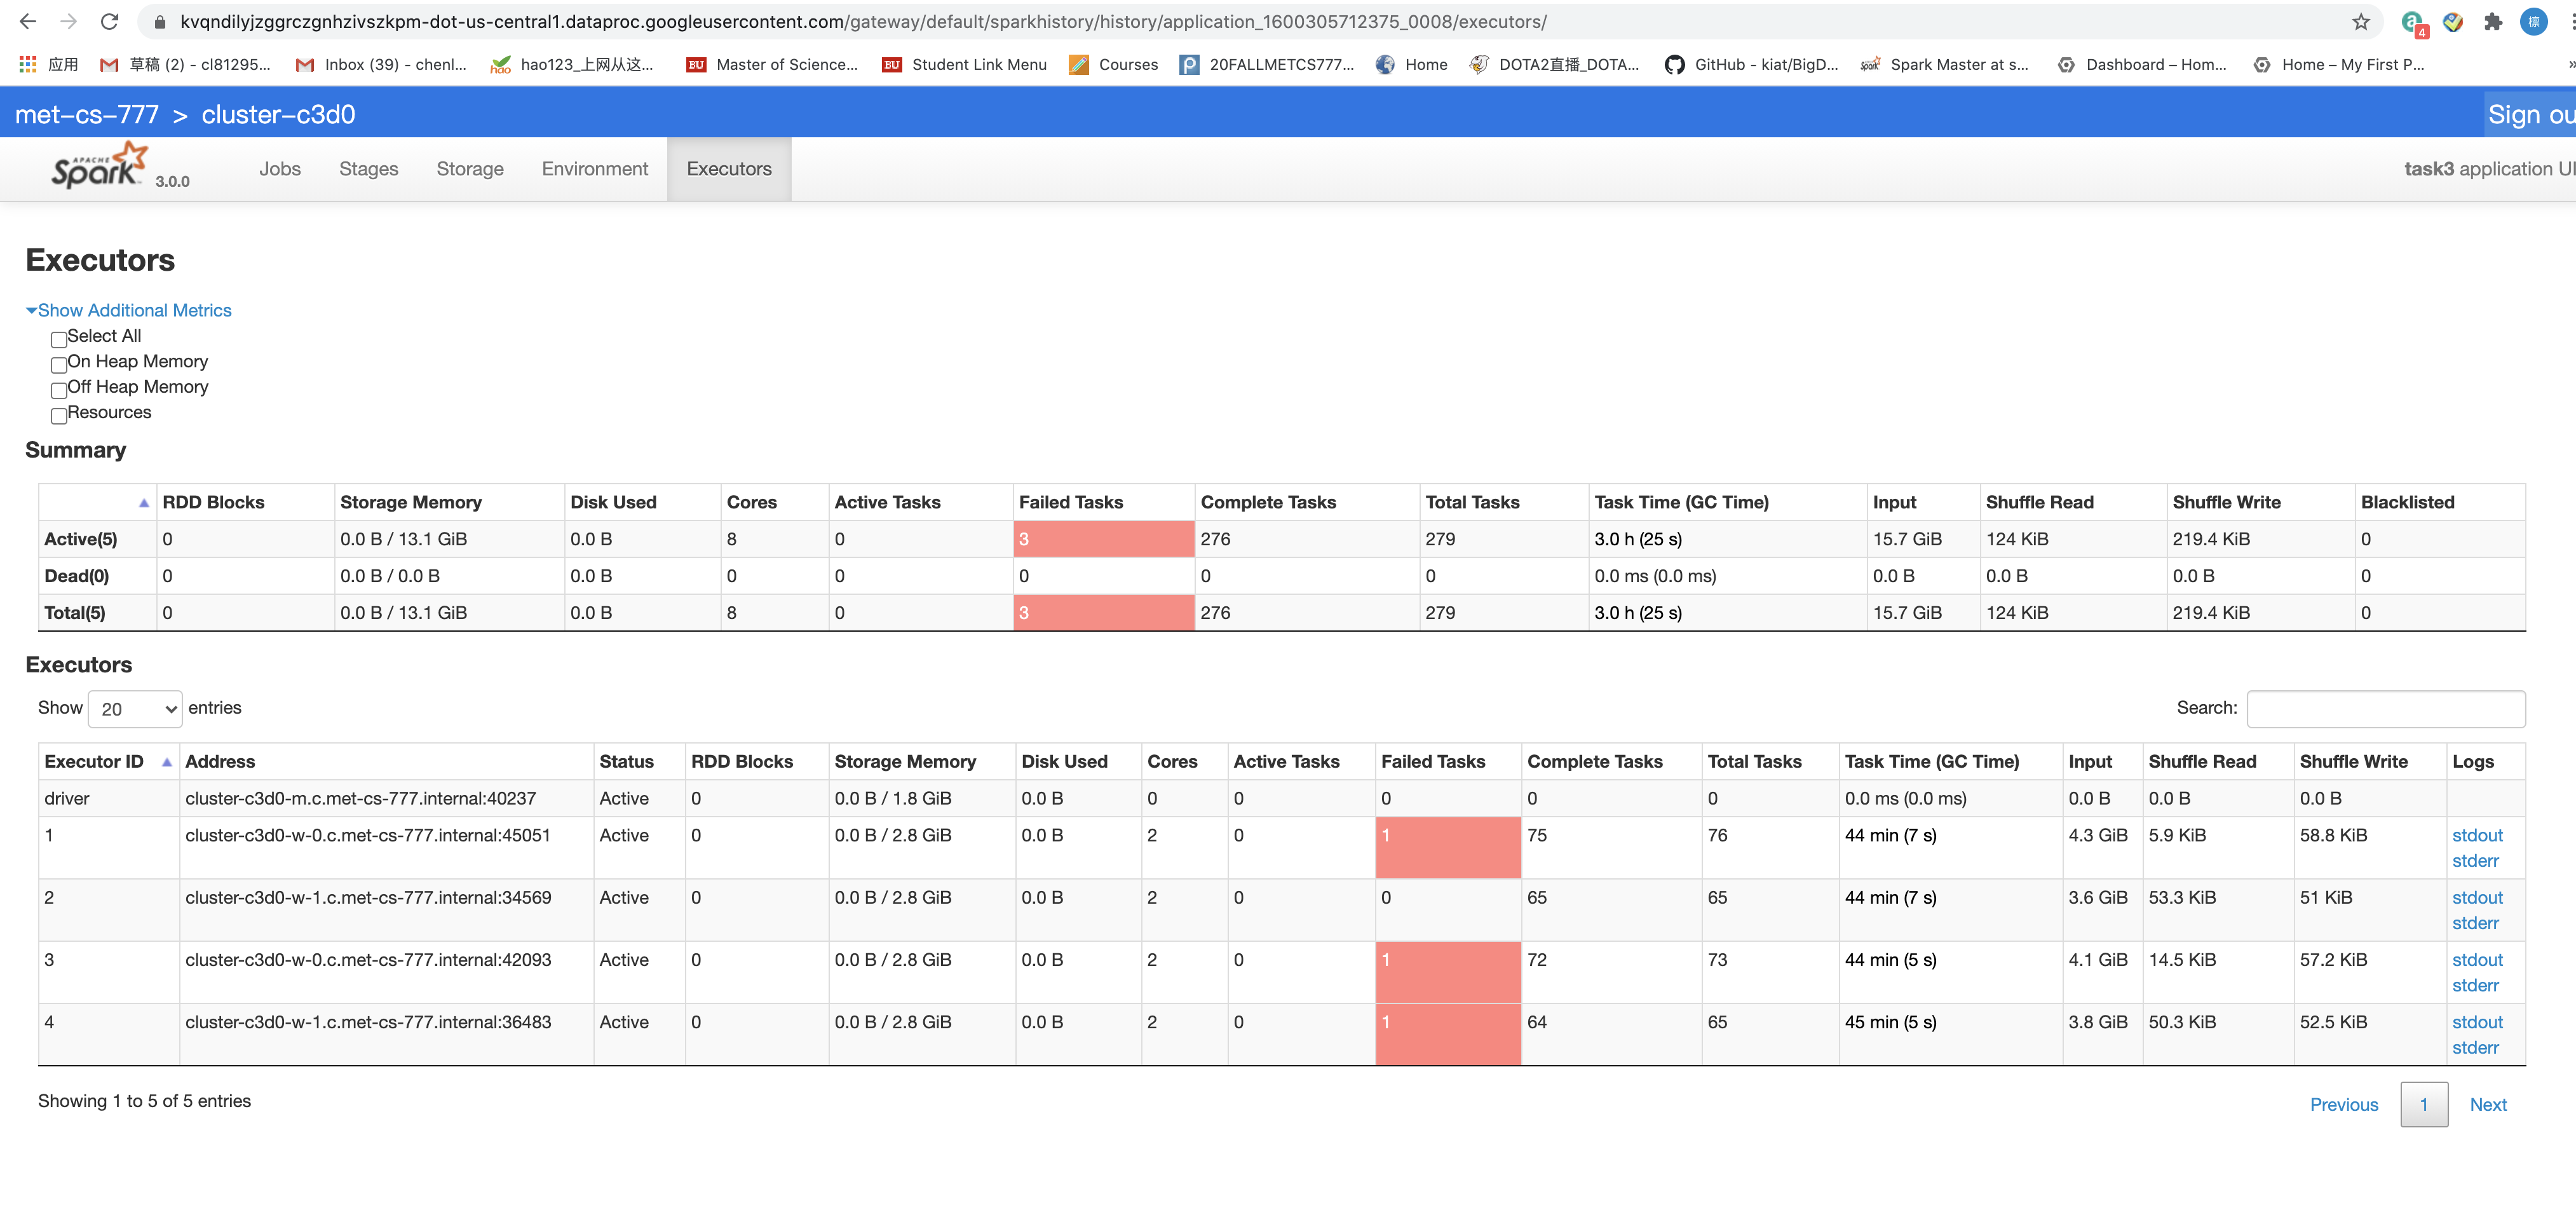 kvqndilyjzggrczgnhzivszkpm-dot-us-central1.dataproc.googleusercontent.com/gateway/default/sparkhistory/history/application_1600305712375_0008/executors/
4
檩
应用 草稿 (2) - cl81295... Inbox (39) - chenl... hao123_上网从这... BU Master of Science... BU Student Link Menu Courses 20FALLMETCS777... Home DOTA2直播_DOTA... GitHub - kiat/BigD... Spark Master at s... Dashboard – Hom... Home – My First P... »
met-cs-777 > cluster-c3d0 Sign ou
APACHE Spark 3.0.0 Jobs Stages Storage Environment Executors task3 application UI
Executors
Show Additional Metrics
Select All
On Heap Memory
Off Heap Memory
Resources
Summary
RDD Blocks Storage Memory Disk Used Cores Active Tasks Failed Tasks Complete Tasks Total Tasks Task Time (GC Time) Input Shuffle Read Shuffle Write Blacklisted
Active(5) 0 0.0 B / 13.1 GiB 0.0 B 8 0 3 276 279 3.0 h (25 s) 15.7 GiB 124 KiB 219.4 KiB 0
Dead(0) 0 0.0 B / 0.0 B 0.0 B 0 0 0 0 0 0.0 ms (0.0 ms) 0.0 B 0.0 B 0.0 B 0
Total(5) 0 0.0 B / 13.1 GiB 0.0 B 8 0 3 276 279 3.0 h (25 s) 15.7 GiB 124 KiB 219.4 KiB 0
Executors
Show 20 entries Search:
Executor ID Address Status RDD Blocks Storage Memory Disk Used Cores Active Tasks Failed Tasks Complete Tasks Total Tasks Task Time (GC Time) Input Shuffle Read Shuffle Write Logs
driver cluster-c3d0-m.c.met-cs-777.internal:40237 Active 0 0.0 B / 1.8 GiB 0.0 B 0 0 0 0 0 0.0 ms (0.0 ms) 0.0 B 0.0 B 0.0 B
1 cluster-c3d0-w-0.c.met-cs-777.internal:45051 Active 0 0.0 B / 2.8 GiB 0.0 B 2 0 1 75 76 44 min (7 s) 4.3 GiB 5.9 KiB 58.8 KiB stdout
stderr
2 cluster-c3d0-w-1.c.met-cs-777.internal:34569 Active 0 0.0 B / 2.8 GiB 0.0 B 2 0 0 65 65 44 min (7 s) 3.6 GiB 53.3 KiB 51 KiB stdout
stderr
3 cluster-c3d0-w-0.c.met-cs-777.internal:42093 Active 0 0.0 B / 2.8 GiB 0.0 B 2 0 1 72 73 44 min (5 s) 4.1 GiB 14.5 KiB 57.2 KiB stdout
stderr
4 cluster-c3d0-w-1.c.met-cs-777.internal:36483 Active 0 0.0 B / 2.8 GiB 0.0 B 2 0 1 64 65 45 min (5 s) 3.8 GiB 50.3 KiB 52.5 KiB stdout
stderr
Showing 1 to 5 of 5 entries Previous 1 Next